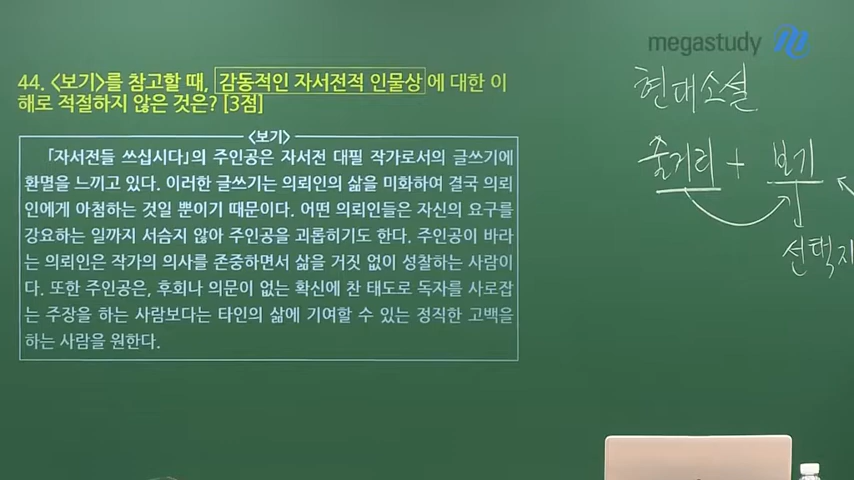 megastudy
44. <보기>를 참고할 때, 감동적인 자서전적 인물상에 대한 이
해로 적절하지 않은 것은? [3점]
<보기>
「자서전들 쓰십시다」의 주인공은 자서전 대필 작가로서의 글쓰기에
환멸을 느끼고 있다. 이러한 글쓰기는 의뢰인의 삶을 미화하여 결국 의뢰
인에게 아첨하는 것일 뿐이기 때문이다. 어떤 의뢰인들은 자신의 요구를
강요하는 일까지 서슴지 않아 주인공을 괴롭히기도 한다. 주인공이 바라
는 의뢰인은 작가의 의사를 존중하면서 삶을 거짓 없이 성찰하는 사람이
다. 또한 주인공은, 후회나 의문이 없는 확신에 찬 태도로 독자를 사로잡
는 주장을 하는 사람보다는 타인의 삶에 기여할 수 있는 정직한 고백을
하는 사람을 원한다.
현대소설
줄거리 + 보기
선택지